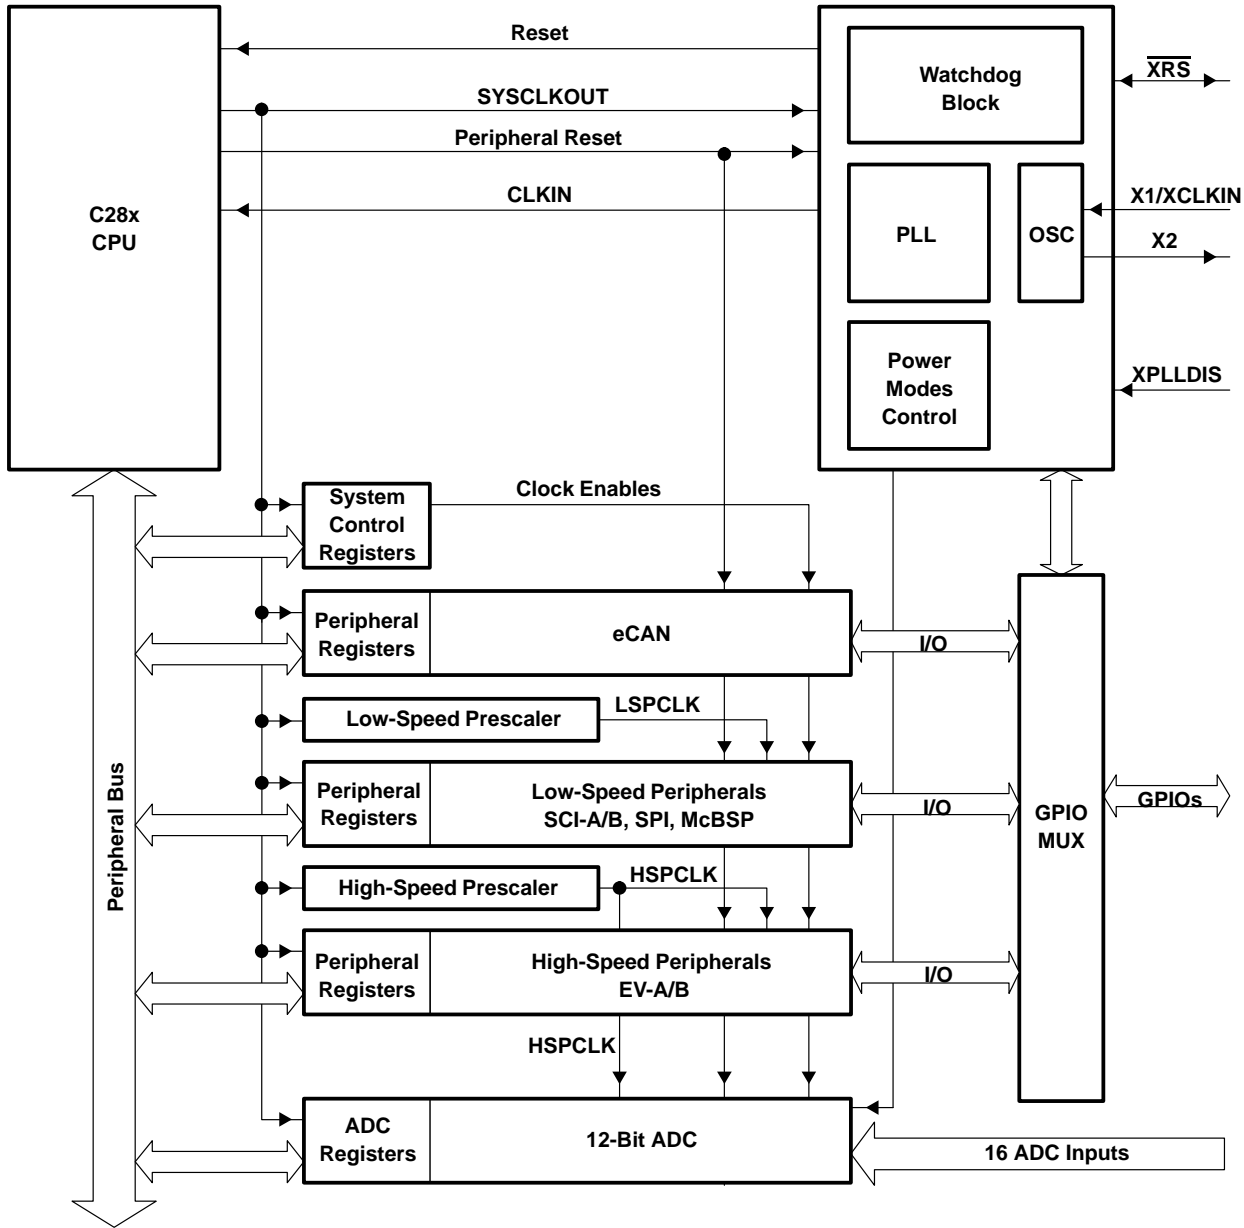 Reset
Watchdog
Block
XRS
SYSCLKOUT
Peripheral Reset
CLKIN
C28x
CPU
PLL
OSC
X1/XCLKIN
X2
Power
Modes
Control
XPLLDIS
System
Control
Registers
Clock Enables
Peripheral
Registers
eCAN
I/O
Low-Speed Prescaler
LSPCLK
Peripheral
Registers
Low-Speed Peripherals
SCI-A/B, SPI, McBSP
I/O
GPIO
MUX
GPIOs
Peripheral Bus
High-Speed Prescaler
HSPCLK
Peripheral
Registers
High-Speed Peripherals
EV-A/B
I/O
HSPCLK
ADC
Registers
12-Bit ADC
16 ADC Inputs